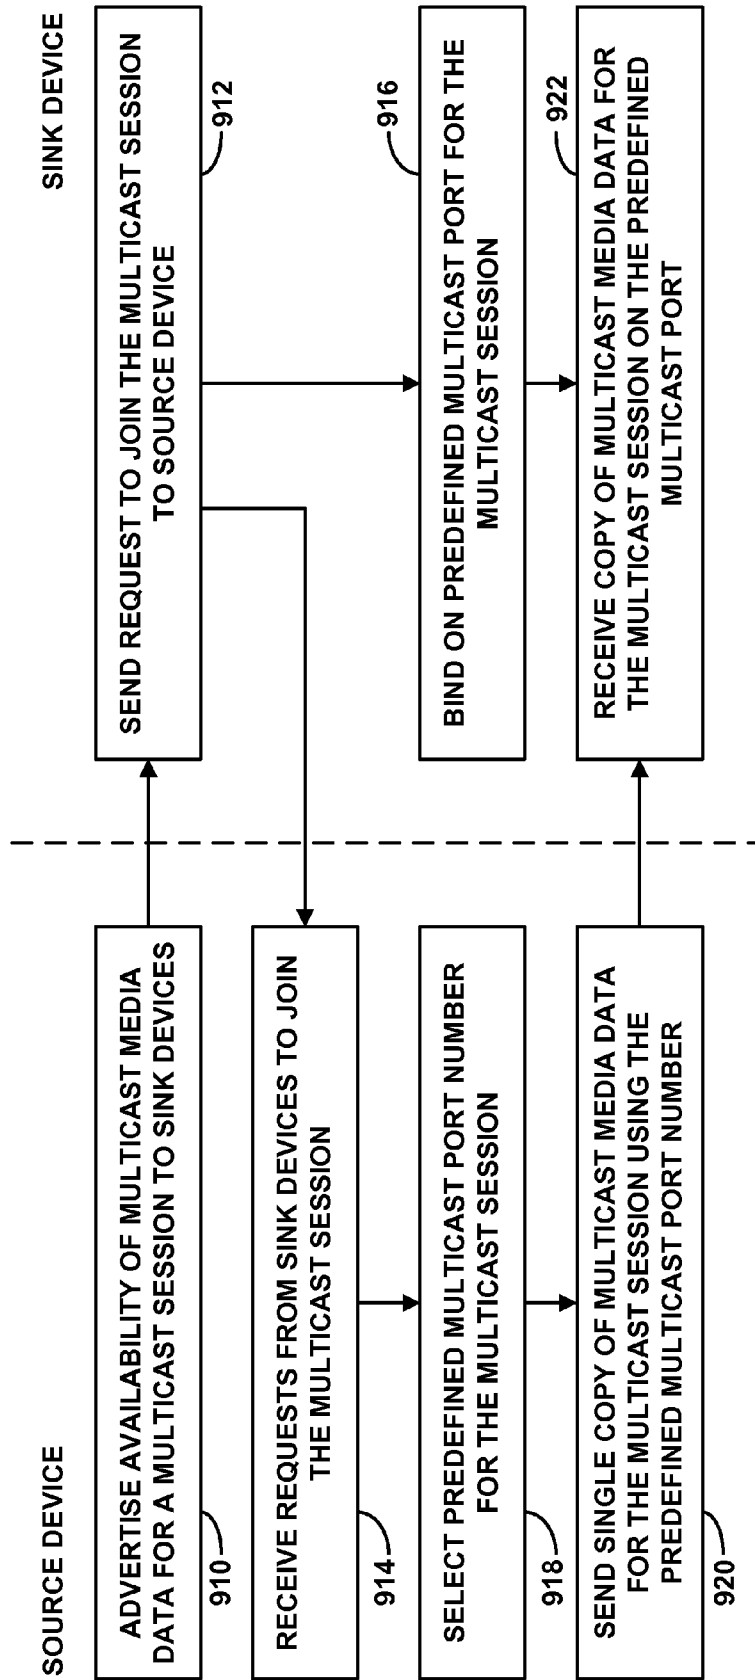 SOURCE DEVICE
SINK DEVICE
ADVERTISE AVAILABILITY OF MULTICAST MEDIA
DATA FOR A MULTICAST SESSION TO SINK DEVICES
910
SEND REQUEST TO JOIN THE MULTICAST SESSION
TO SOURCE DEVICE
912
RECEIVE REQUESTS FROM SINK DEVICES TO JOIN
THE MULTICAST SESSION
914
SELECT PREDEFINED MULTICAST PORT NUMBER
FOR THE MULTICAST SESSION
918
BIND ON PREDEFINED MULTICAST PORT FOR THE
MULTICAST SESSION
916
SEND SINGLE COPY OF MULTICAST MEDIA DATA
FOR THE MULTICAST SESSION USING THE
PREDEFINED MULTICAST PORT NUMBER
920
RECEIVE COPY OF MULTICAST MEDIA DATA FOR
THE MULTICAST SESSION ON THE PREDEFINED
MULTICAST PORT
922